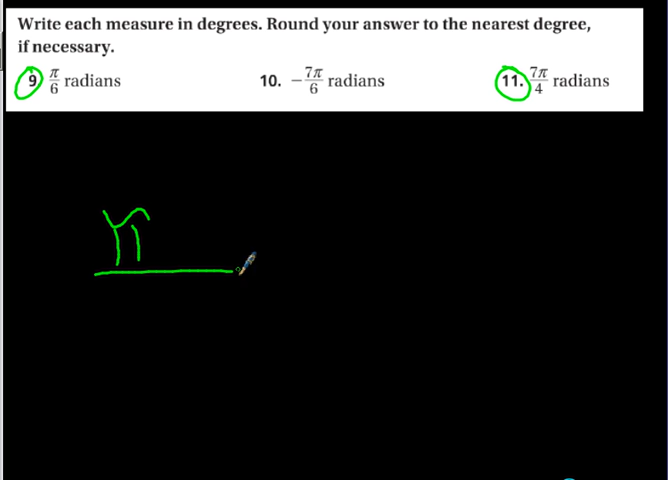 Write each measure in degrees. Round your answer to the nearest degree,
if necessary.
9 π/6 radians 10. −7π/6 radians 11. 7π/4 radians
π